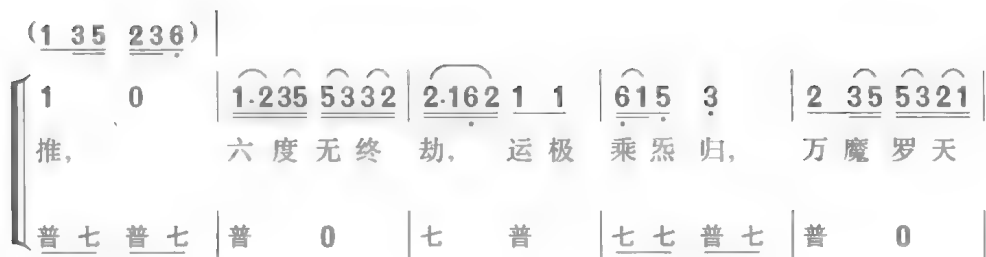 (1 35 236)
1 0 | 1·235 5332 | 2·162 1 1 | 615 3 | 2 35 5321 |
推， 六度无终 劫， 运极 乘炁归， 万魔罗天
普七 普七 | 普 0 | 七 普 | 七七 普七 | 普 0 |